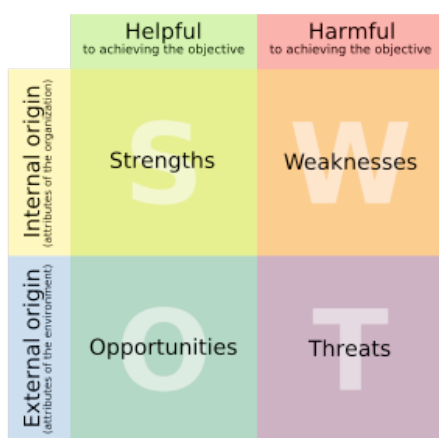 Helpful
to achieving the objective
Harmful
to achieving the objective
Internal origin
(attributes of the organization)
S
Strengths
W
Weaknesses
External origin
(attributes of the environment)
O
Opportunities
T
Threats